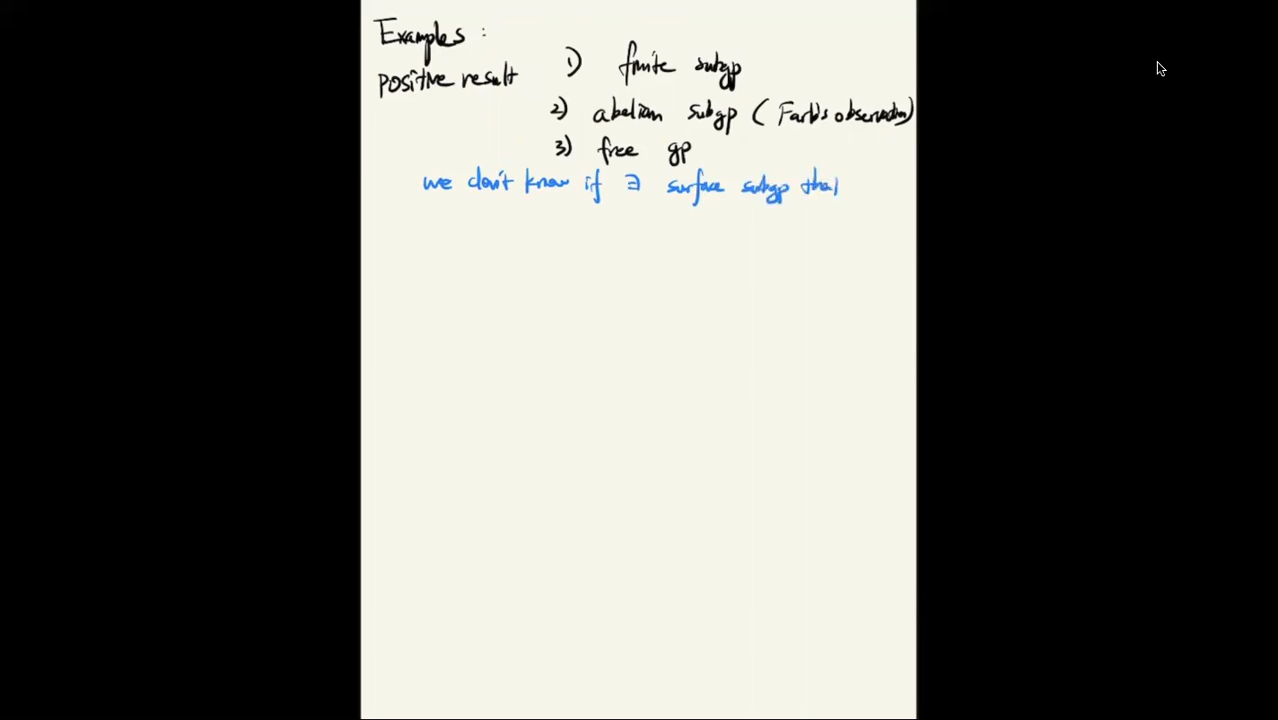 Examples :
positive result 1) finite subgp
2) abelian subgp (Farb's observation)
3) free gp
we don't know if ∃ surface subgp that